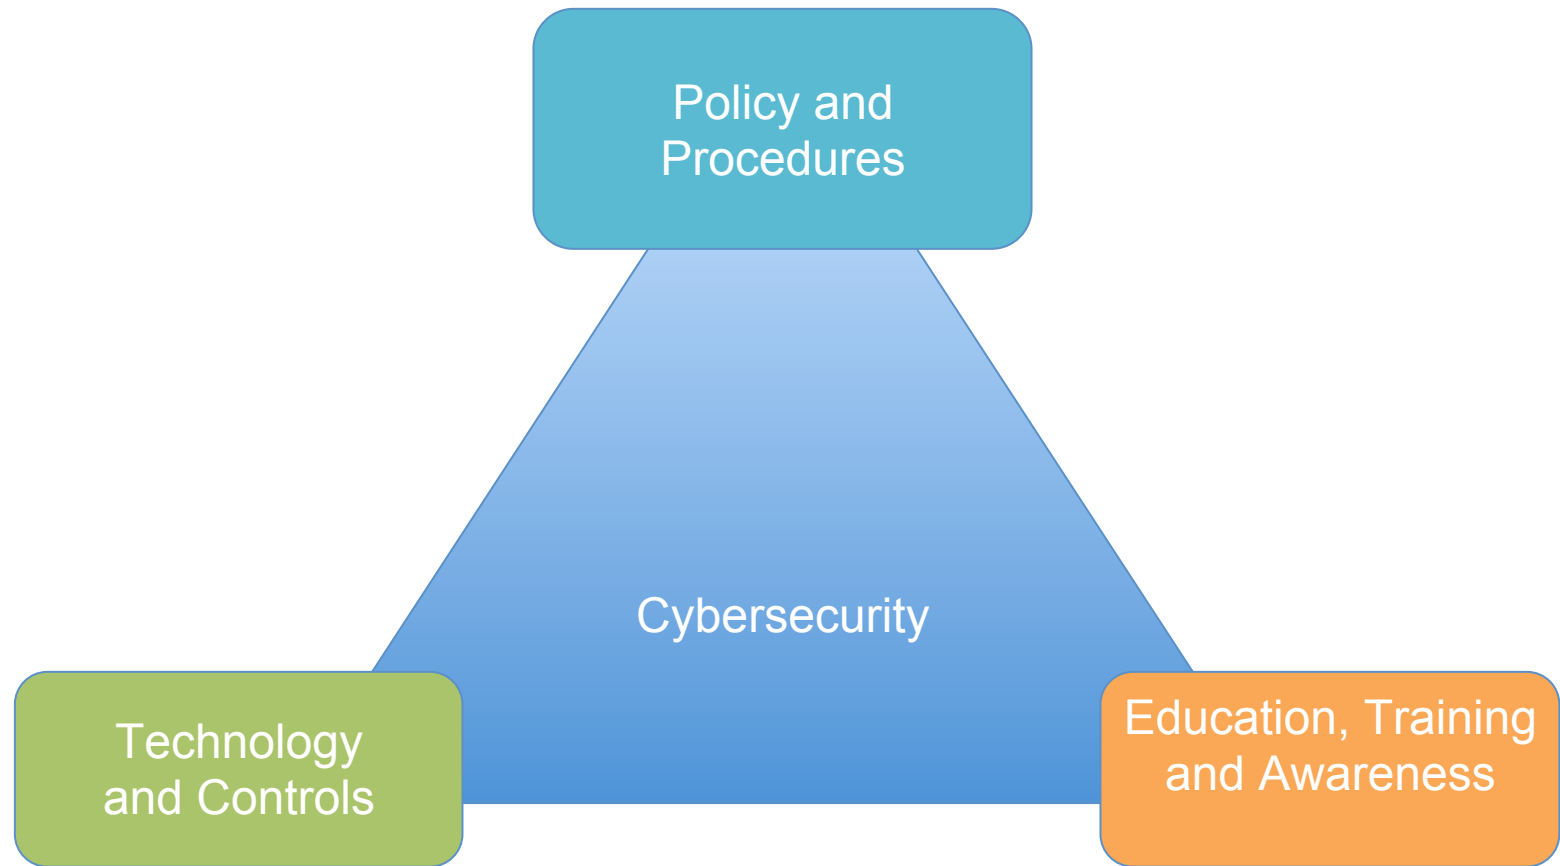 Policy and
Procedures
Cybersecurity
Technology
and Controls
Education, Training
and Awareness